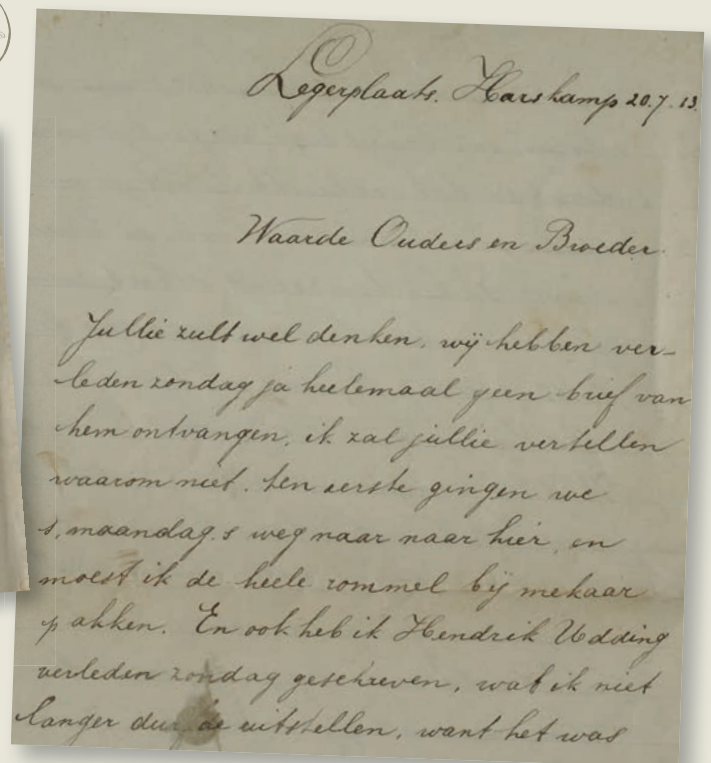 Legerplaats. Harskamp 20.7.13.
Waarde Ouders en Broeder.
Jullie zult wel denken, wij hebben ver-
leden zondag ja heelemaal geen brief van
hem ontvangen, ik zal jullie vertellen
waarom niet. ten eerste gingen we
s,maandag.s weg naar naar hier, en
moest ik de heele rommel bij mekaar
pakken. En ook heb ik Hendrik Udding
verleden zondag geschreven, wat ik niet
langer durfde uitstellen, want het was